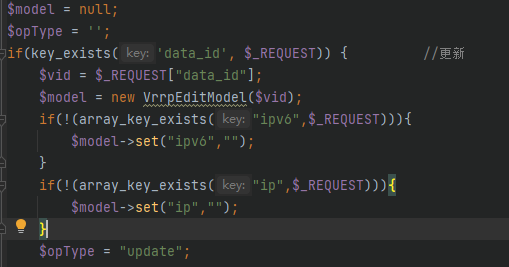 $model = null;
$opType = '';
if(key_exists( key: 'data_id', $_REQUEST)) { //更新
$vid = $_REQUEST["data_id"];
$model = new VrrpEditModel($vid);
if(!(array_key_exists( key: "ipv6",$_REQUEST))){
$model->set("ipv6","");
}
if(!(array_key_exists( key: "ip",$_REQUEST))){
$model->set("ip","");
}
$opType = "update";